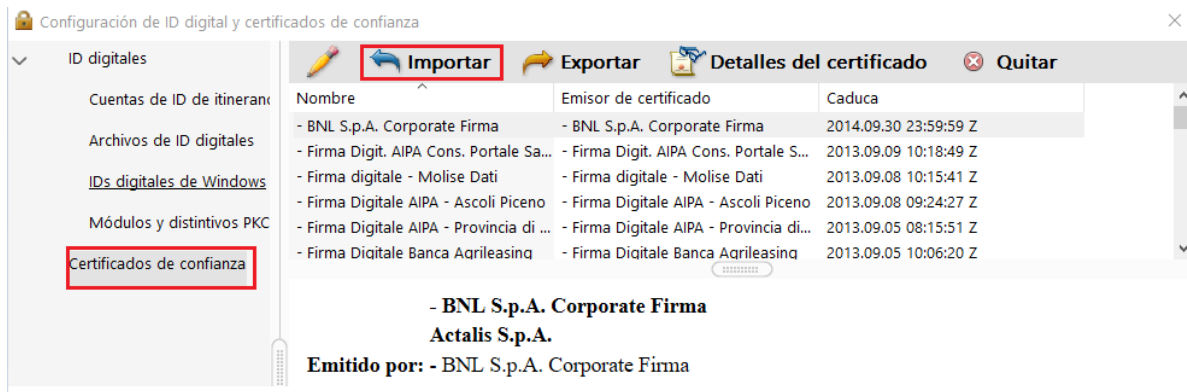 Configuración de ID digital y certificados de confianza
ID digitales
Cuentas de ID de itineranc
Archivos de ID digitales
IDs digitales de Windows
Módulos y distintivos PKC
Certificados de confianza
Importar Exportar Detalles del certificado Quitar
Nombre Emisor de certificado Caduca
- BNL S.p.A. Corporate Firma - BNL S.p.A. Corporate Firma 2014.09.30 23:59:59 Z
- Firma Digit. AIPA Cons. Portale Sa... - Firma Digit. AIPA Cons. Portale S... 2013.09.09 10:18:49 Z
- Firma digitale - Molise Dati - Firma digitale - Molise Dati 2013.09.08 10:15:41 Z
- Firma Digitale AIPA - Ascoli Piceno - Firma Digitale AIPA - Ascoli Piceno 2013.09.08 09:24:27 Z
- Firma Digitale AIPA - Provincia di ... - Firma Digitale AIPA - Provincia di... 2013.09.05 08:15:51 Z
- Firma Digitale Banca Agrileasing - Firma Digitale Banca Agrileasing 2013.09.05 10:06:20 Z
- BNL S.p.A. Corporate Firma
Actalis S.p.A.
Emitido por: - BNL S.p.A. Corporate Firma